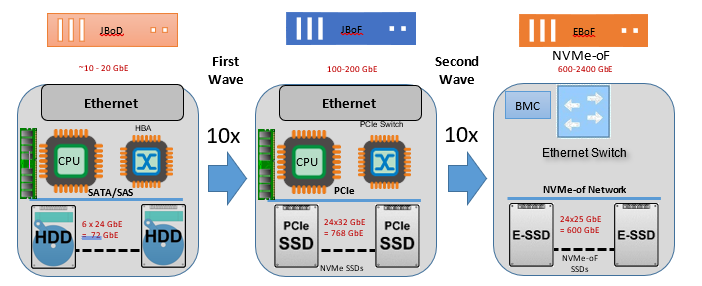 JBoD
JBoF
EBoF
~10 - 20 GbE
First
Wave
100-200 GbE
Second
Wave
NVMe-oF
600-2400 GbE
Ethernet
Ethernet
BMC
HBA
PCIe Switch
10x
10x
CPU
CPU
Ethernet Switch
SATA/SAS
PCIe
NVMe-of Network
HDD
6 x 24 GbE
= 72 GbE
HDD
PCIe
SSD
24x32 GbE
= 768 GbE
PCIe
SSD
NVMe SSDs
E-SSD
24x25 GbE
= 600 GbE
E-SSD
NVMe-oF
SSDs